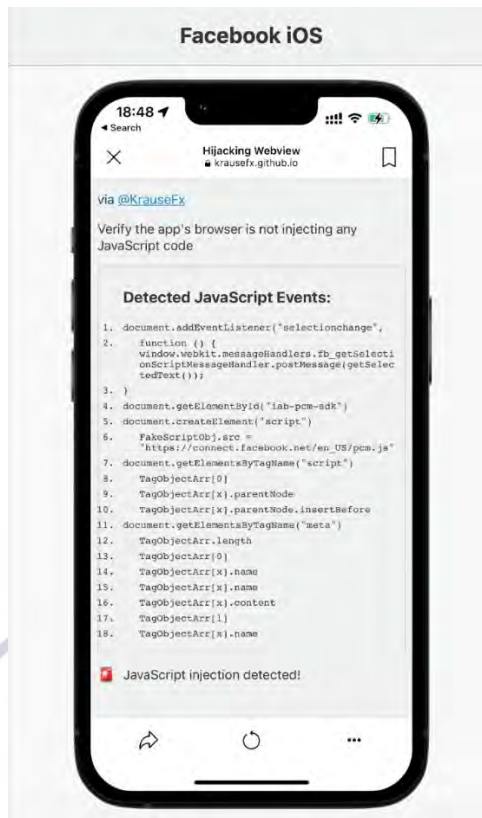 Facebook iOS
18:48
◄ Search
Hijacking Webview
krausefx.github.io
via @KrauseFx
Verify the app's browser is not injecting any
JavaScript code
Detected JavaScript Events:
1. document.addEventListener("selectionchange",
2. function () {
window.webkit.messageHandlers.fb_getSelecti
onScriptMessageHandler.postMessage(getSelec
tedText());
3. )
4. document.getElementById("iab-pcm-sdk")
5. document.createElement("script")
6. FakeScriptObj.src =
"https://connect.facebook.net/en_US/pcm.js"
7. document.getElementsByTagName("script")
8. TagObjectArr[0]
9. TagObjectArr[x].parentNode
10. TagObjectArr[x].parentNode.insertBefore
11. document.getElementsByTagName("meta")
12. TagObjectArr.length
13. TagObjectArr[0]
14. TagObjectArr[x].name
15. TagObjectArr[x].name
16. TagObjectArr[x].content
17. TagObjectArr[1]
18. TagObjectArr[x].name
JavaScript injection detected!